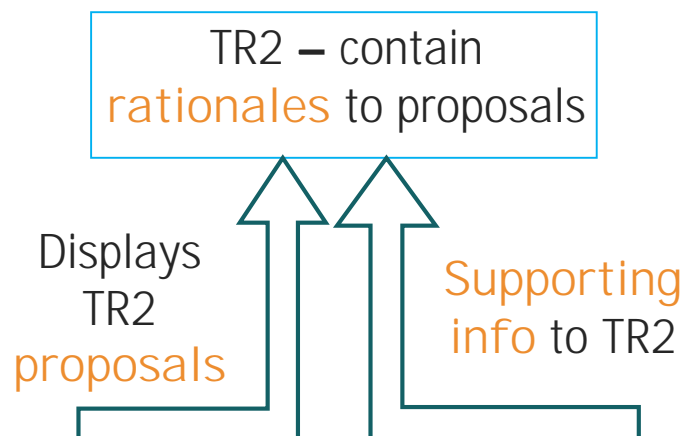 TR2 – contain
rationales to proposals
Displays
TR2
proposals
Supporting
info to TR2